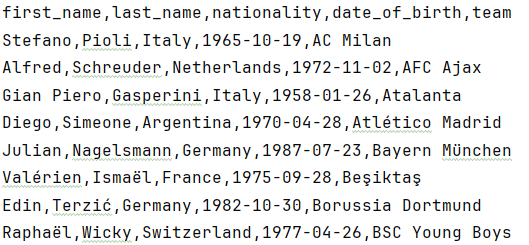 first_name,last_name,nationality,date_of_birth,team
Stefano,Pioli,Italy,1965-10-19,AC Milan
Alfred,Schreuder,Netherlands,1972-11-02,AFC Ajax
Gian Piero,Gasperini,Italy,1958-01-26,Atalanta
Diego,Simeone,Argentina,1970-04-28,Atlético Madrid
Julian,Nagelsmann,Germany,1987-07-23,Bayern München
Valérien,Ismaël,France,1975-09-28,Beşiktaş
Edin,Terzić,Germany,1982-10-30,Borussia Dortmund
Raphaël,Wicky,Switzerland,1977-04-26,BSC Young Boys